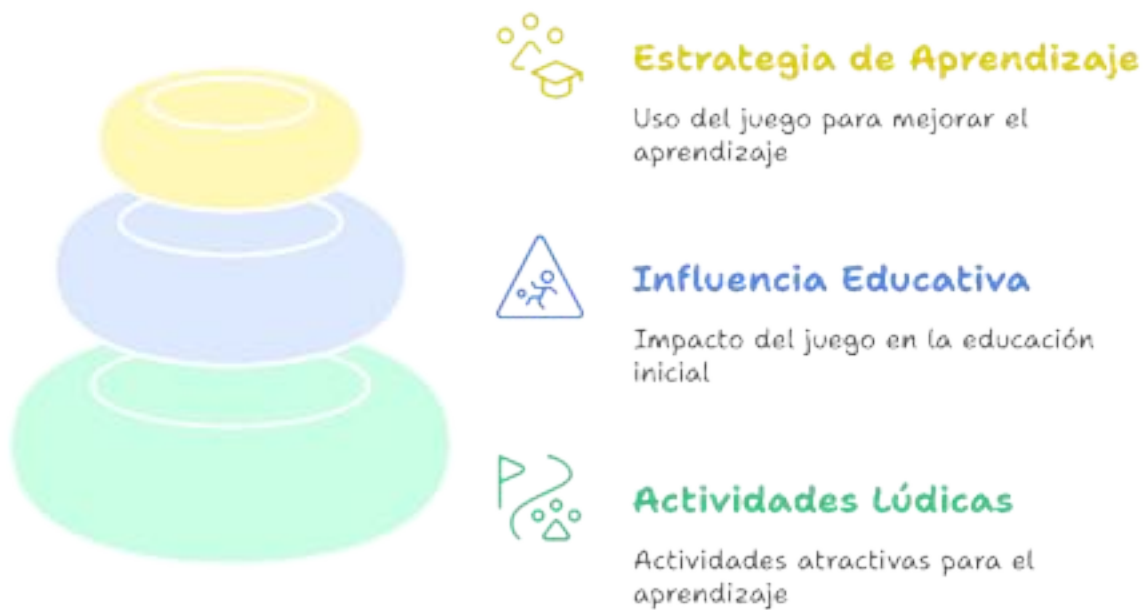 Estrategia de Aprendizaje
Uso del juego para mejorar el
aprendizaje
Influencia Educativa
Impacto del juego en la educación
inicial
Actividades Lúdicas
Actividades atractivas para el
aprendizaje